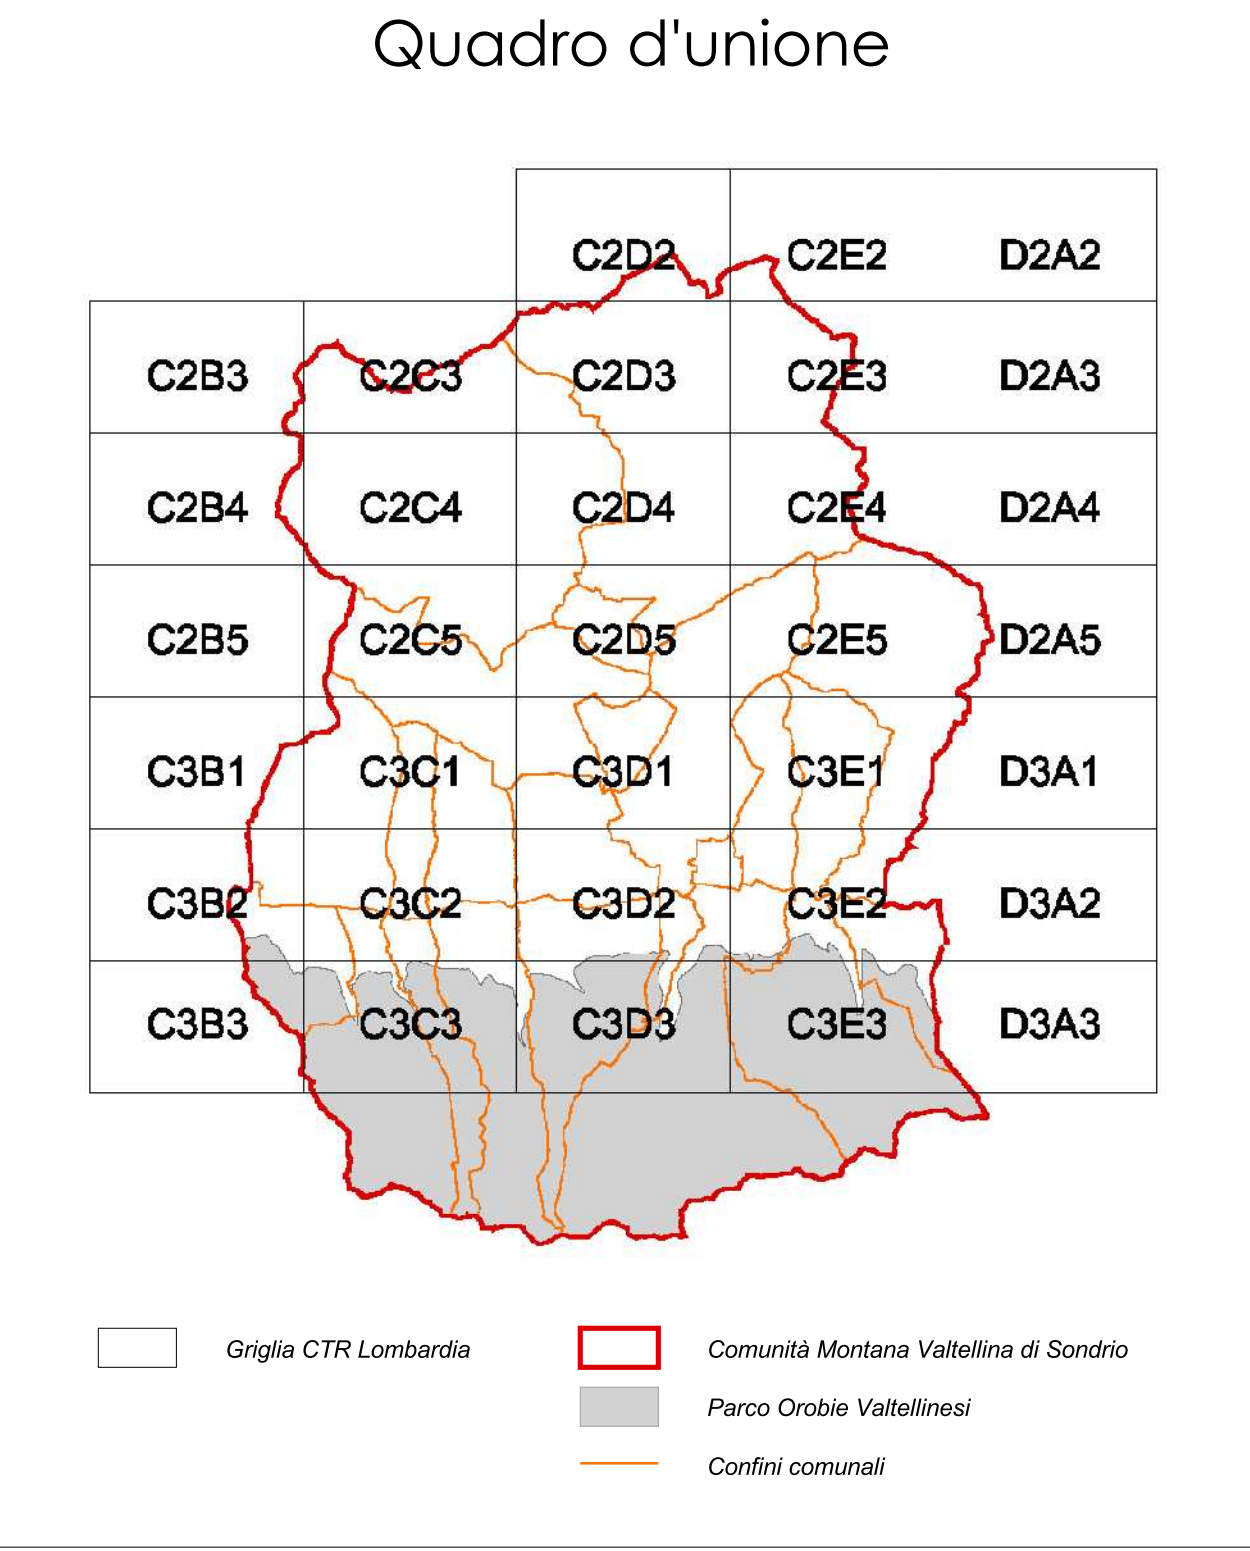 Quadro d'unione
C2D2 C2E2 D2A2
C2B3 C2C3 C2D3 C2E3 D2A3
C2B4 C2C4 C2D4 C2E4 D2A4
C2B5 C2C5 C2D5 C2E5 D2A5
C3B1 C3C1 C3D1 C3E1 D3A1
C3B2 C3C2 C3D2 C3E2 D3A2
C3B3 C3C3 C3D3 C3E3 D3A3
Griglia CTR Lombardia
Comunità Montana Valtellina di Sondrio
Parco Orobie Valtellinesi
Confini comunali